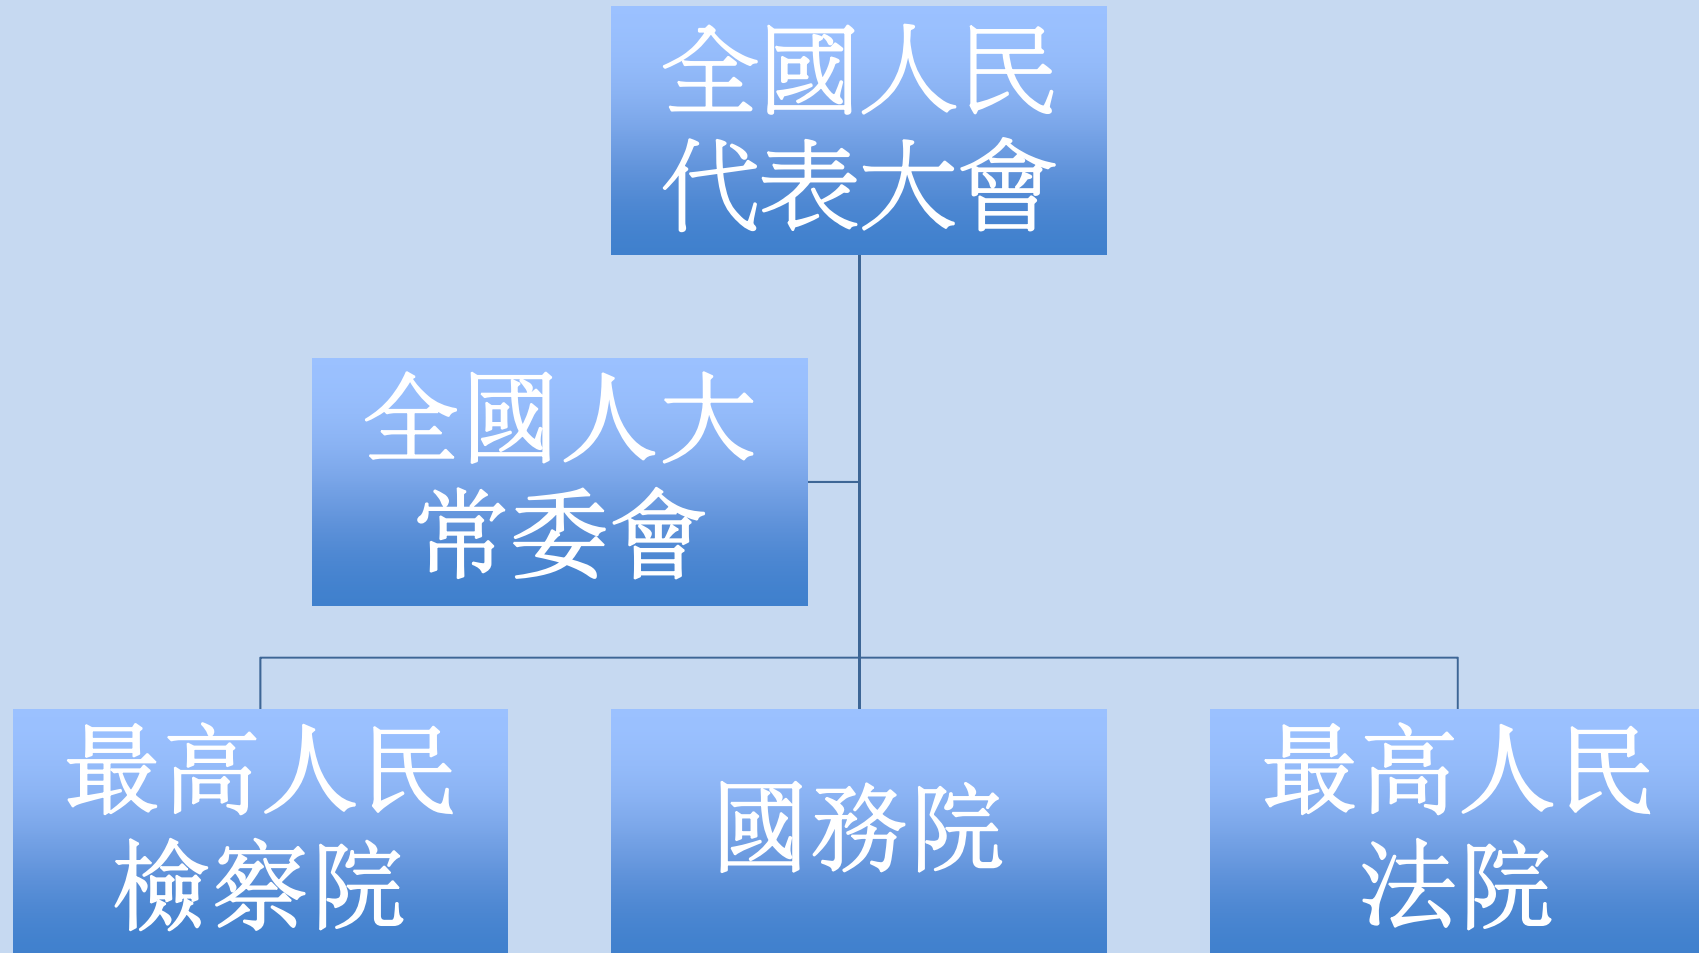 全國人民
代表大會
全國人大
常委會
最高人民
檢察院
國務院
最高人民
法院